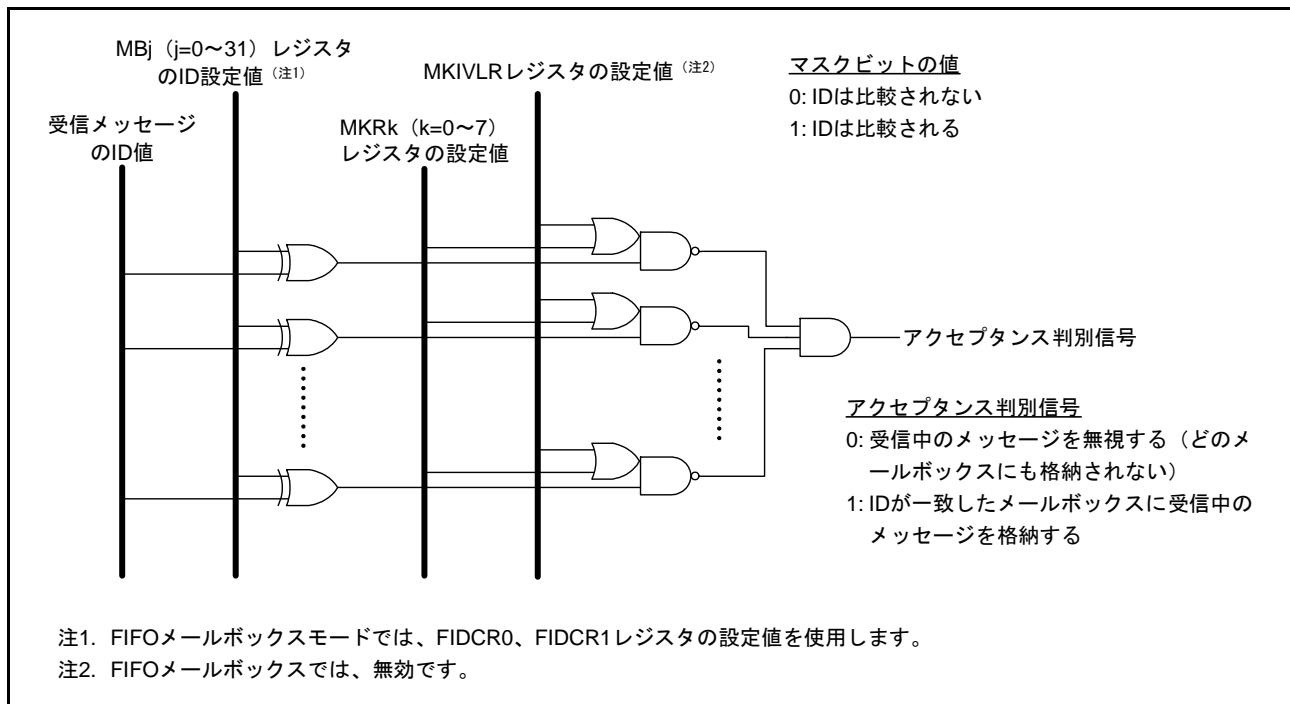 MBj（j=0～31）レジスタ
のID設定値（注1）
MKIVLRレジスタの設定値（注2）
マスクビットの値
0: IDは比較されない
1: IDは比較される
受信メッセージ
のID値
MKRk（k=0～7）
レジスタの設定値
アクセプタンス判別信号
アクセプタンス判別信号
0: 受信中のメッセージを無視する（どのメ
ールボックスにも格納されない）
1: IDが一致したメールボックスに受信中の
メッセージを格納する
注1. FIFOメールボックスモードでは、FIDCR0、FIDCR1レジスタの設定値を使用します。
注2. FIFOメールボックスでは、無効です。